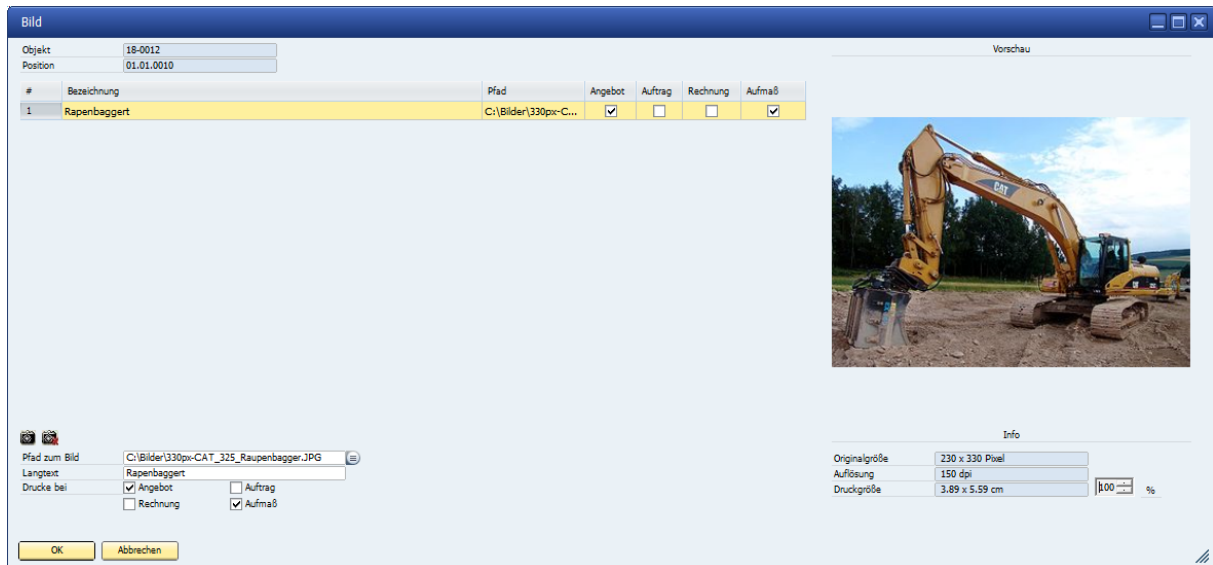 Bild
Objekt 18-0012
Position 01.01.0010
Vorschau
# Bezeichnung Pfad Angebot Auftrag Rechnung Aufmaß
1 Rapenbaggert C:\Bilder\330px-C...
CAT
Pfad zum Bild C:\Bilder\330px-CAT_325_Raupenbagger.JPG
Langtext Rapenbaggert
Drucke bei Angebot Auftrag
Rechnung Aufmaß
Info
Originalgröße 230 x 330 Pixel
Auflösung 150 dpi
Druckgröße 3.89 x 5.59 cm 100 %
OK Abbrechen